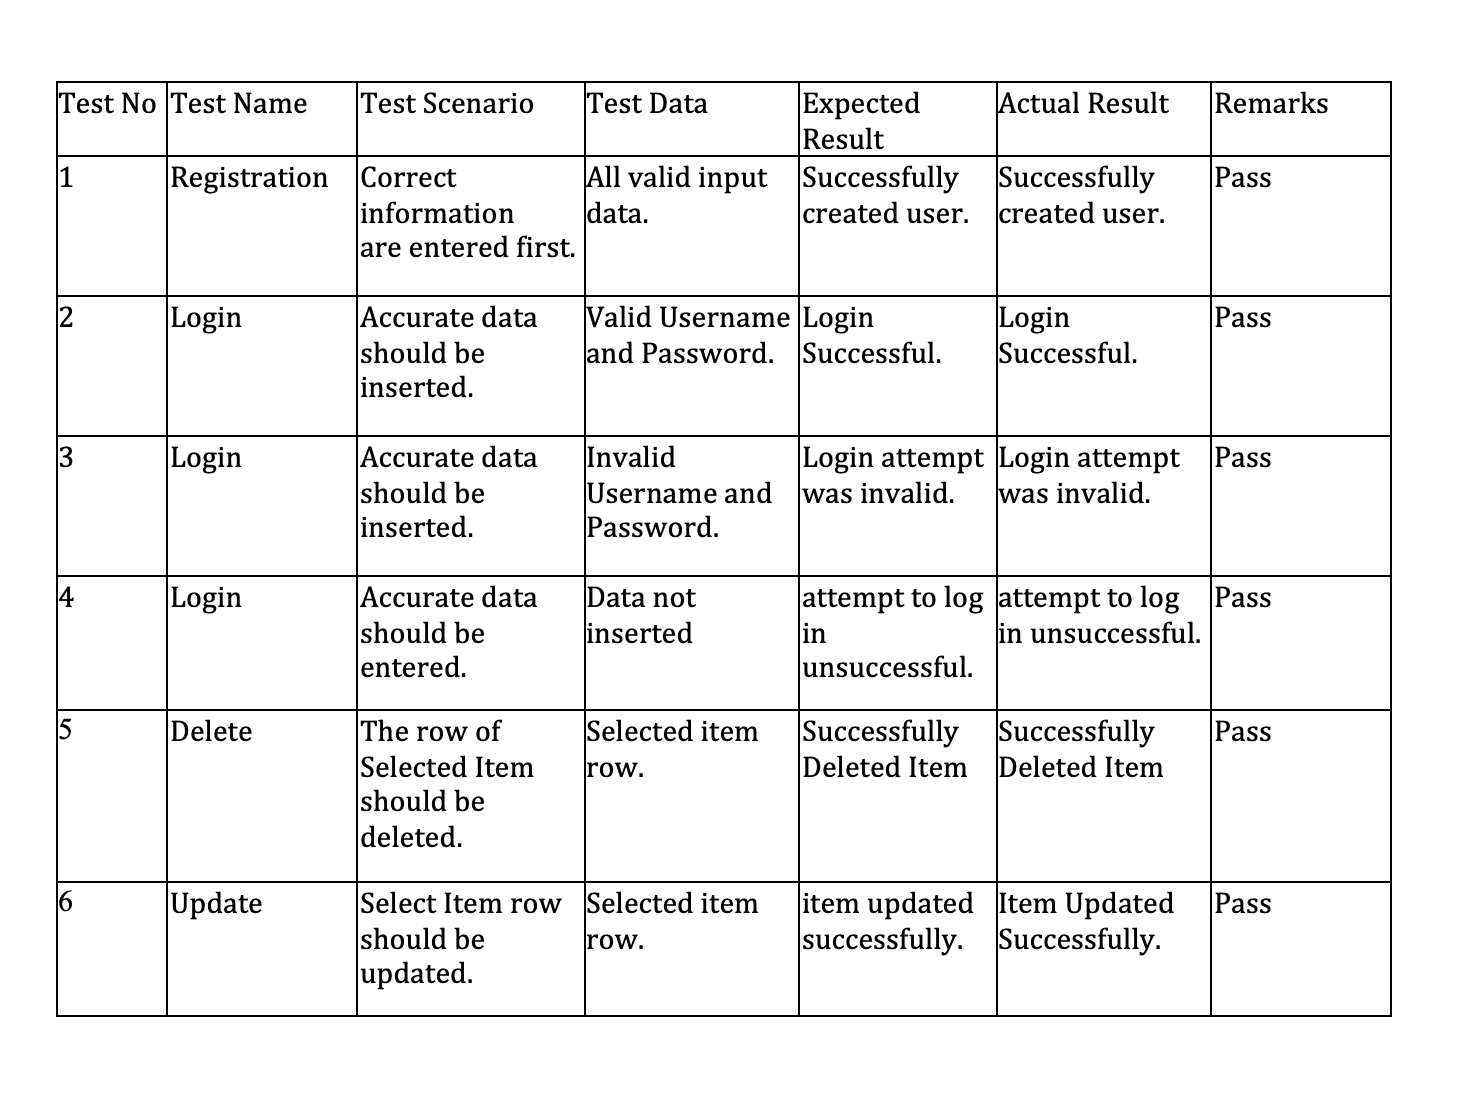 Test No Test Name Test Scenario Test Data Expected Result Actual Result Remarks
1 Registration Correct information are entered first. All valid input data. Successfully created user. Successfully created user. Pass
2 Login Accurate data should be inserted. Valid Username and Password. Login Successful. Login Successful. Pass
3 Login Accurate data should be inserted. Invalid Username and Password. Login attempt was invalid. Login attempt was invalid. Pass
4 Login Accurate data should be entered. Data not inserted attempt to log in unsuccessful. attempt to log in unsuccessful. Pass
5 Delete The row of Selected Item should be deleted. Selected item row. Successfully Deleted Item Successfully Deleted Item Pass
6 Update Select Item row should be updated. Selected item row. item updated successfully. Item Updated Successfully. Pass